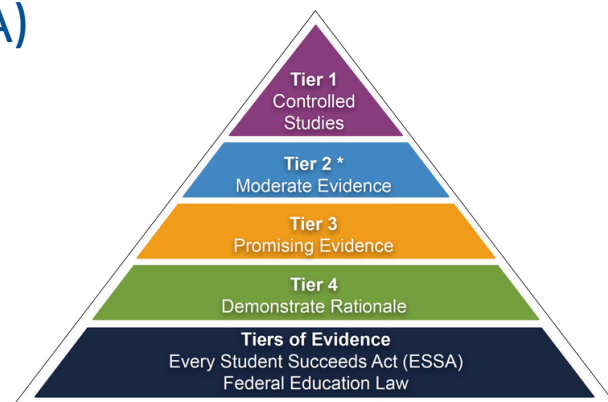 A)
Tier 1
Controlled
Studies
Tier 2 *
Moderate Evidence
Tier 3
Promising Evidence
Tier 4
Demonstrate Rationale
Tiers of Evidence
Every Student Succeeds Act (ESSA)
Federal Education Law